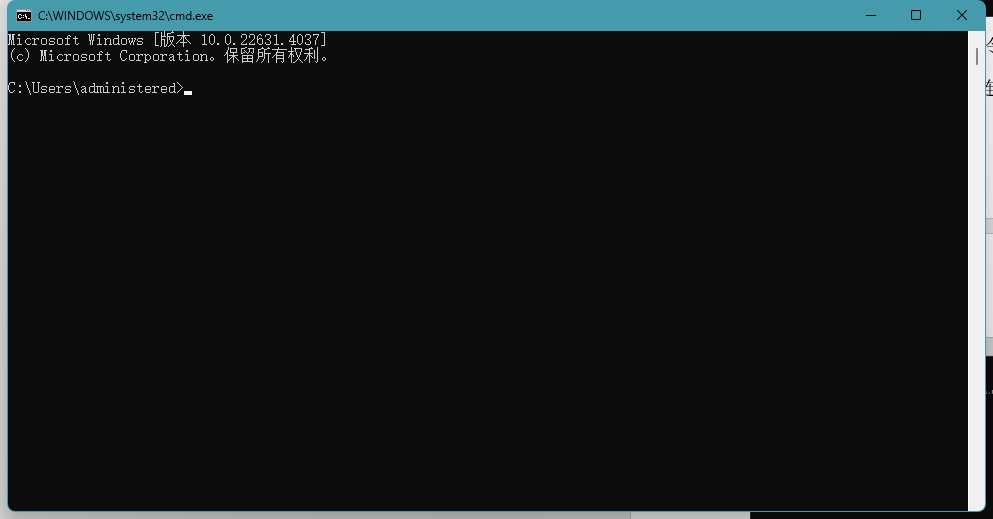 C:\WINDOWS\system32\cmd.exe
Microsoft Windows [版本 10.0.22631.4037]
(c) Microsoft Corporation。保留所有权利。
C:\Users\administered>